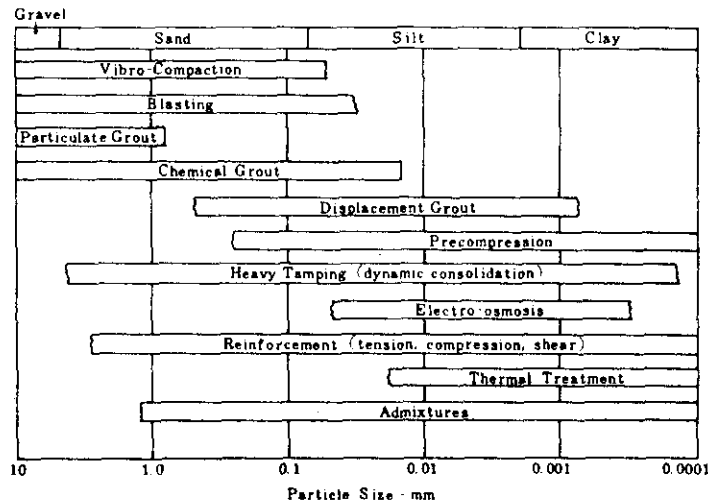 Gravel
Sand Silt Clay
Vibro-Compaction
Blasting
Particulate Grout
Chemical Grout
Displacement Grout
Precompression
Heavy Tamping (dynamic consolidation)
Electro-osmosis
Reinforcement (tension, compression, shear)
Thermal Treatment
Admixtures
10 1.0 0.1 0.01 0.001 0.0001
Particle Size - mm